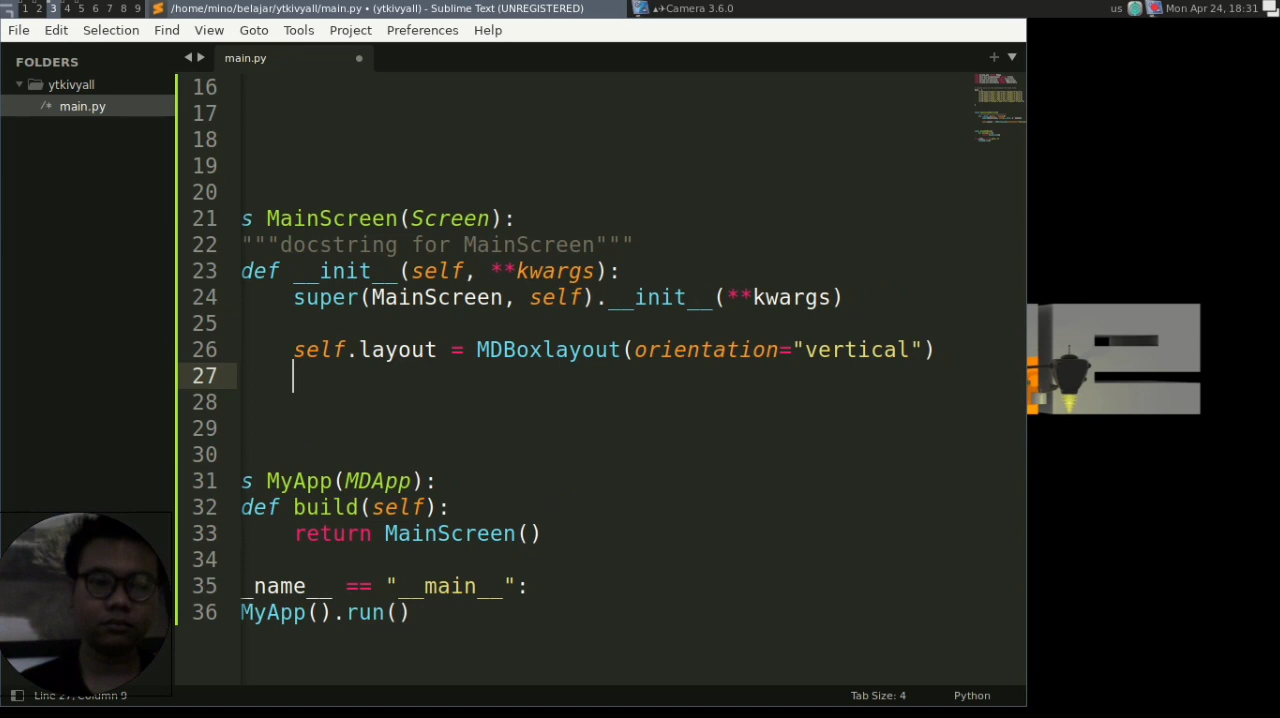 1 2 3 4 5 6 7 8 9 /home/mino/belajar/ytkivyall/main.py • (ytkivyall) - Sublime Text (UNREGISTERED) Camera 3.6.0 us Mon Apr 24, 18:31
File Edit Selection Find View Goto Tools Project Preferences Help
FOLDERS
ytkivyall
/* main.py
main.py
16
17
18
19
20
21 s MainScreen(Screen):
22 """docstring for MainScreen"""
23 def __init__(self, **kwargs):
24 super(MainScreen, self).__init__(**kwargs)
25
26 self.layout = MDBoxlayout(orientation="vertical")
27
28
29
30
31 s MyApp(MDApp):
32 def build(self):
33 return MainScreen()
34
35 _name__ == "__main__":
36 MyApp().run()
Line 27, Column 9 Tab Size: 4 Python